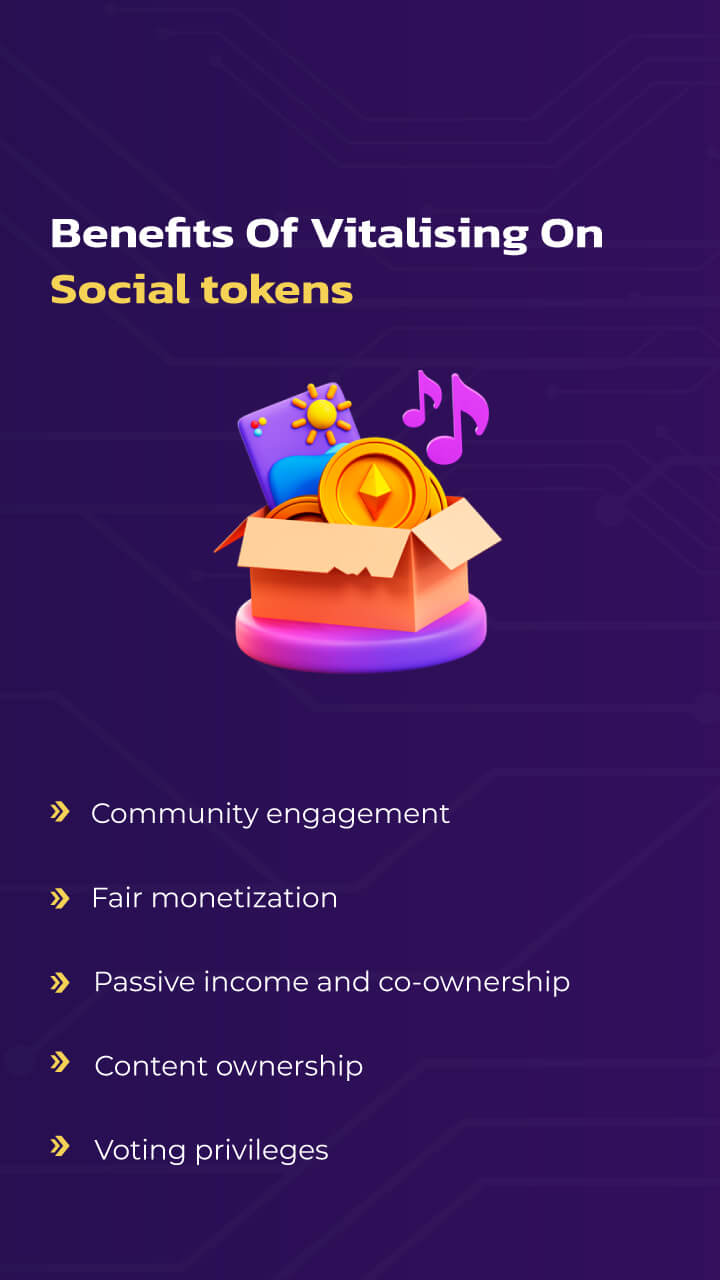 Benefits Of Vitalising On
Social tokens
Community engagement
Fair monetization
Passive income and co-ownership
Content ownership
Voting privileges